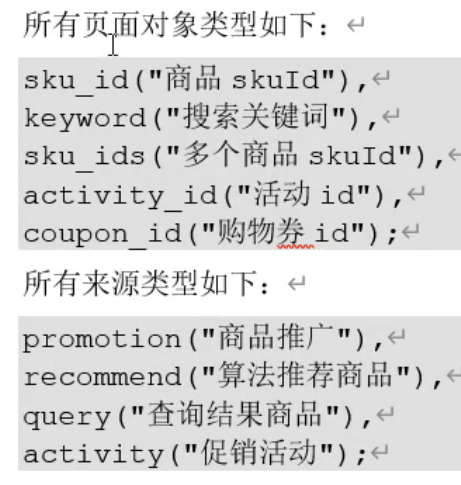 所有页面对象类型如下：
sku_id("商品 skuId"),
keyword("搜索关键词"),
sku_ids("多个商品 skuId"),
activity_id("活动 id"),
coupon_id("购物券 id");
所有来源类型如下：
promotion("商品推广"),
recommend("算法推荐商品"),
query("查询结果商品"),
activity("促销活动");